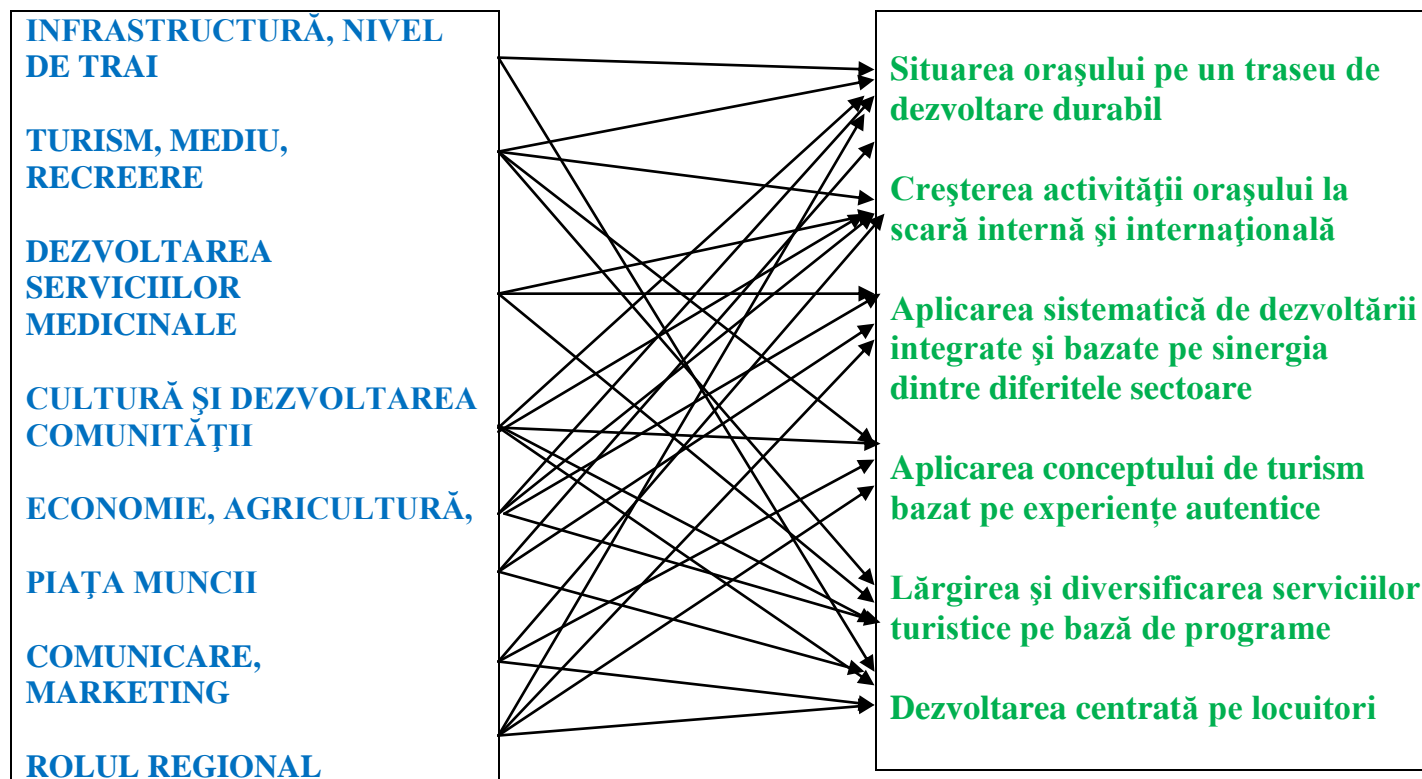 INFRASTRUCTURĂ, NIVEL
DE TRAI
TURISM, MEDIU,
RECREERE
DEZVOLTAREA
SERVICIILOR
MEDICINALE
CULTURĂ ŞI DEZVOLTAREA
COMUNITĂŢII
ECONOMIE, AGRICULTURĂ,
PIAŢA MUNCII
COMUNICARE,
MARKETING
ROLUL REGIONAL
Situarea oraşului pe un traseu de
dezvoltare durabil
Creşterea activităţii oraşului la
scară internă şi internaţională
Aplicarea sistematică de dezvoltării
integrate şi bazate pe sinergia
dintre diferitele sectoare
Aplicarea conceptului de turism
bazat pe experiențe autentice
Lărgirea şi diversificarea serviciilor
turistice pe bază de programe
Dezvoltarea centrată pe locuitori